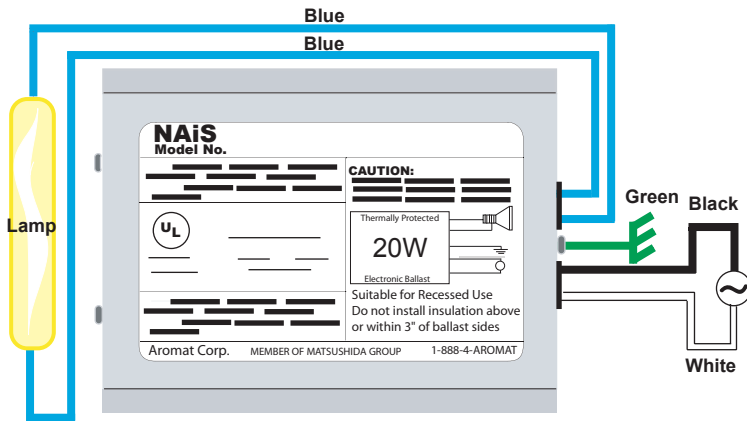 Blue
Blue
NAiS
Model No.
CAUTION:
Green
Black
Lamp
UL
Thermally Protected
20W
Electronic Ballast
Suitable for Recessed Use
Do not install insulation above
or within 3" of ballast sides
White
Aromat Corp. MEMBER OF MATSUSHIDA GROUP 1-888-4-AROMAT